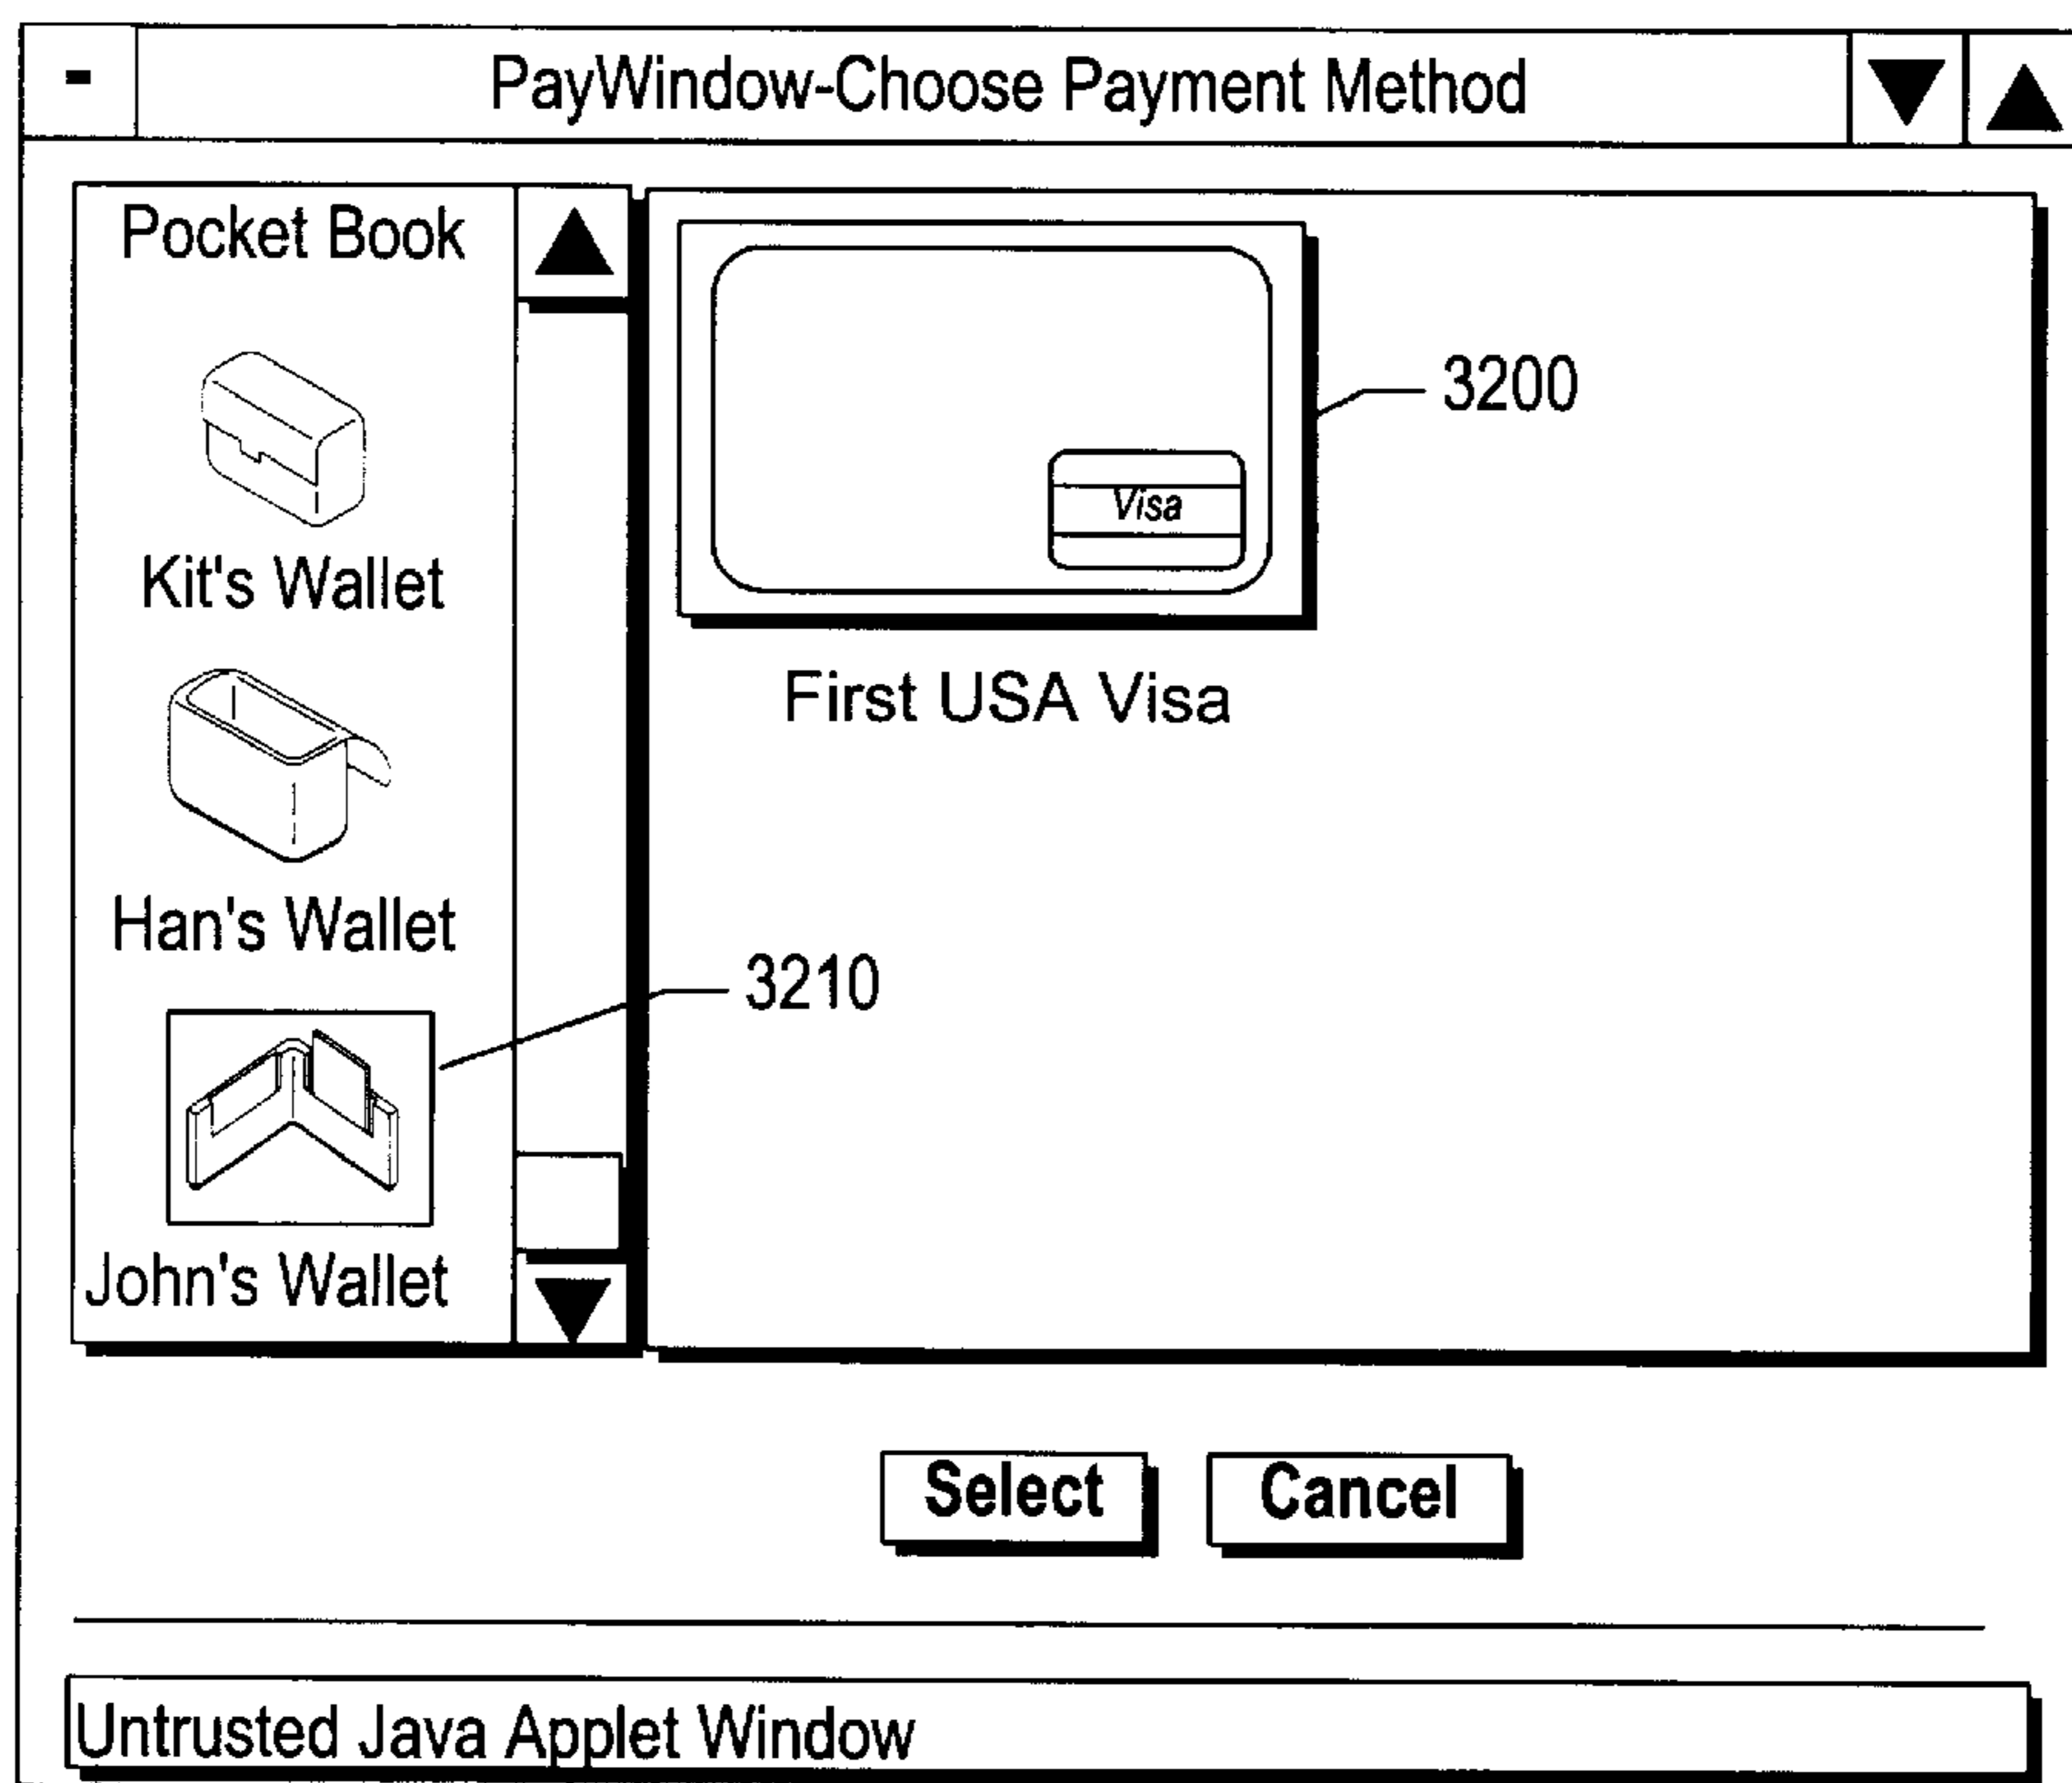 -
PayWindow-Choose Payment Method
Pocket Book
Kit's Wallet
Han's Wallet
3210
John's Wallet
Visa
3200
First USA Visa
Select
Cancel
Untrusted Java Applet Window